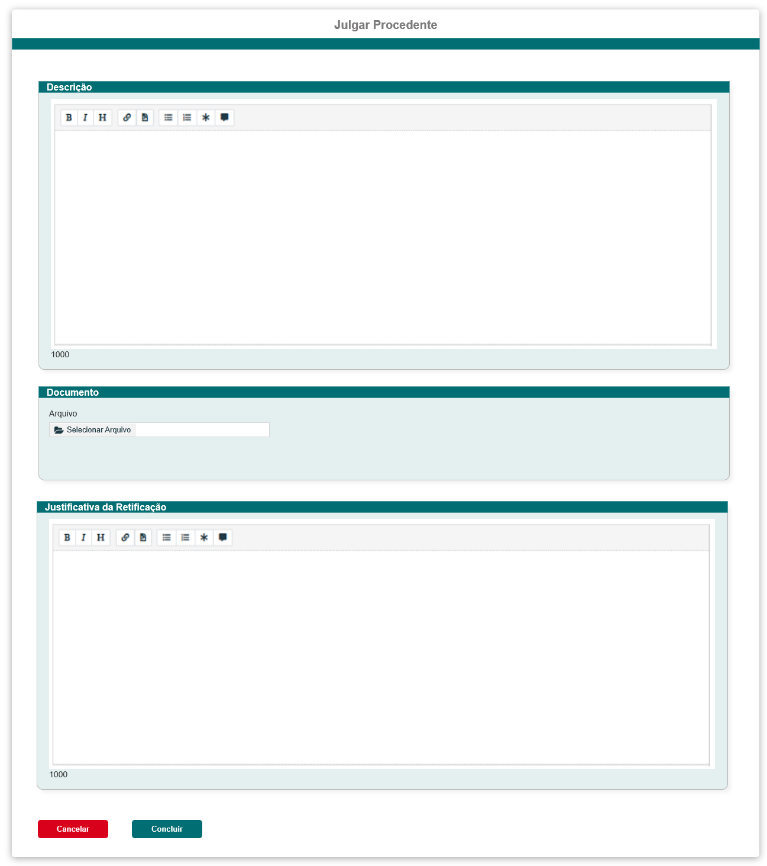 Julgar Procedente
Descrição
B I H
1000
Documento
Arquivo
Selecionar Arquivo
Justificativa da Retificação
B I H
1000
Cancelar Concluir